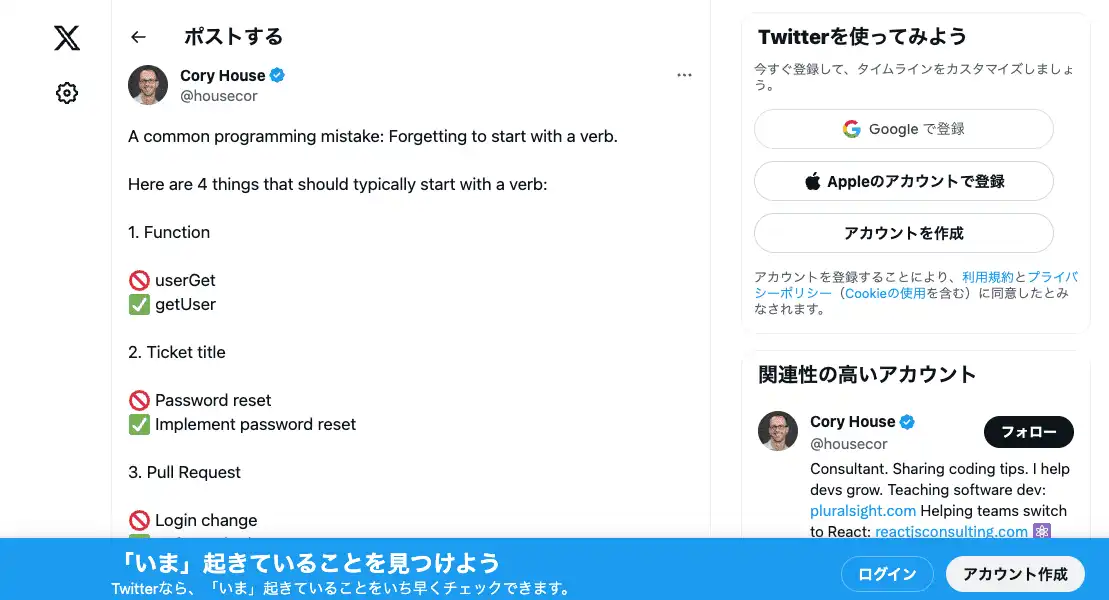 ポストする
Cory House
@housecor
A common programming mistake: Forgetting to start with a verb.
Here are 4 things that should typically start with a verb:
1. Function
🚫 userGet
✅ getUser
2. Ticket title
🚫 Password reset
✅ Implement password reset
3. Pull Request
🚫 Login change
Twitterを使ってみよう
今すぐ登録して、タイムラインをカスタマイズしましょ
う。
Google で登録
Appleのアカウントで登録
アカウントを作成
アカウントを登録することにより、利用規約とプライバ
シーポリシー（Cookieの使用を含む）に同意したとみ
なされます。
関連性の高いアカウント
Cory House
@housecor
フォロー
Consultant. Sharing coding tips. I help
devs grow. Teaching software dev:
pluralsight.com Helping teams switch
to React: reactjsconsulting.com ⚛️
「いま」起きていることを見つけよう
Twitterなら、「いま」起きていることをいち早くチェックできます。
ログイン
アカウント作成